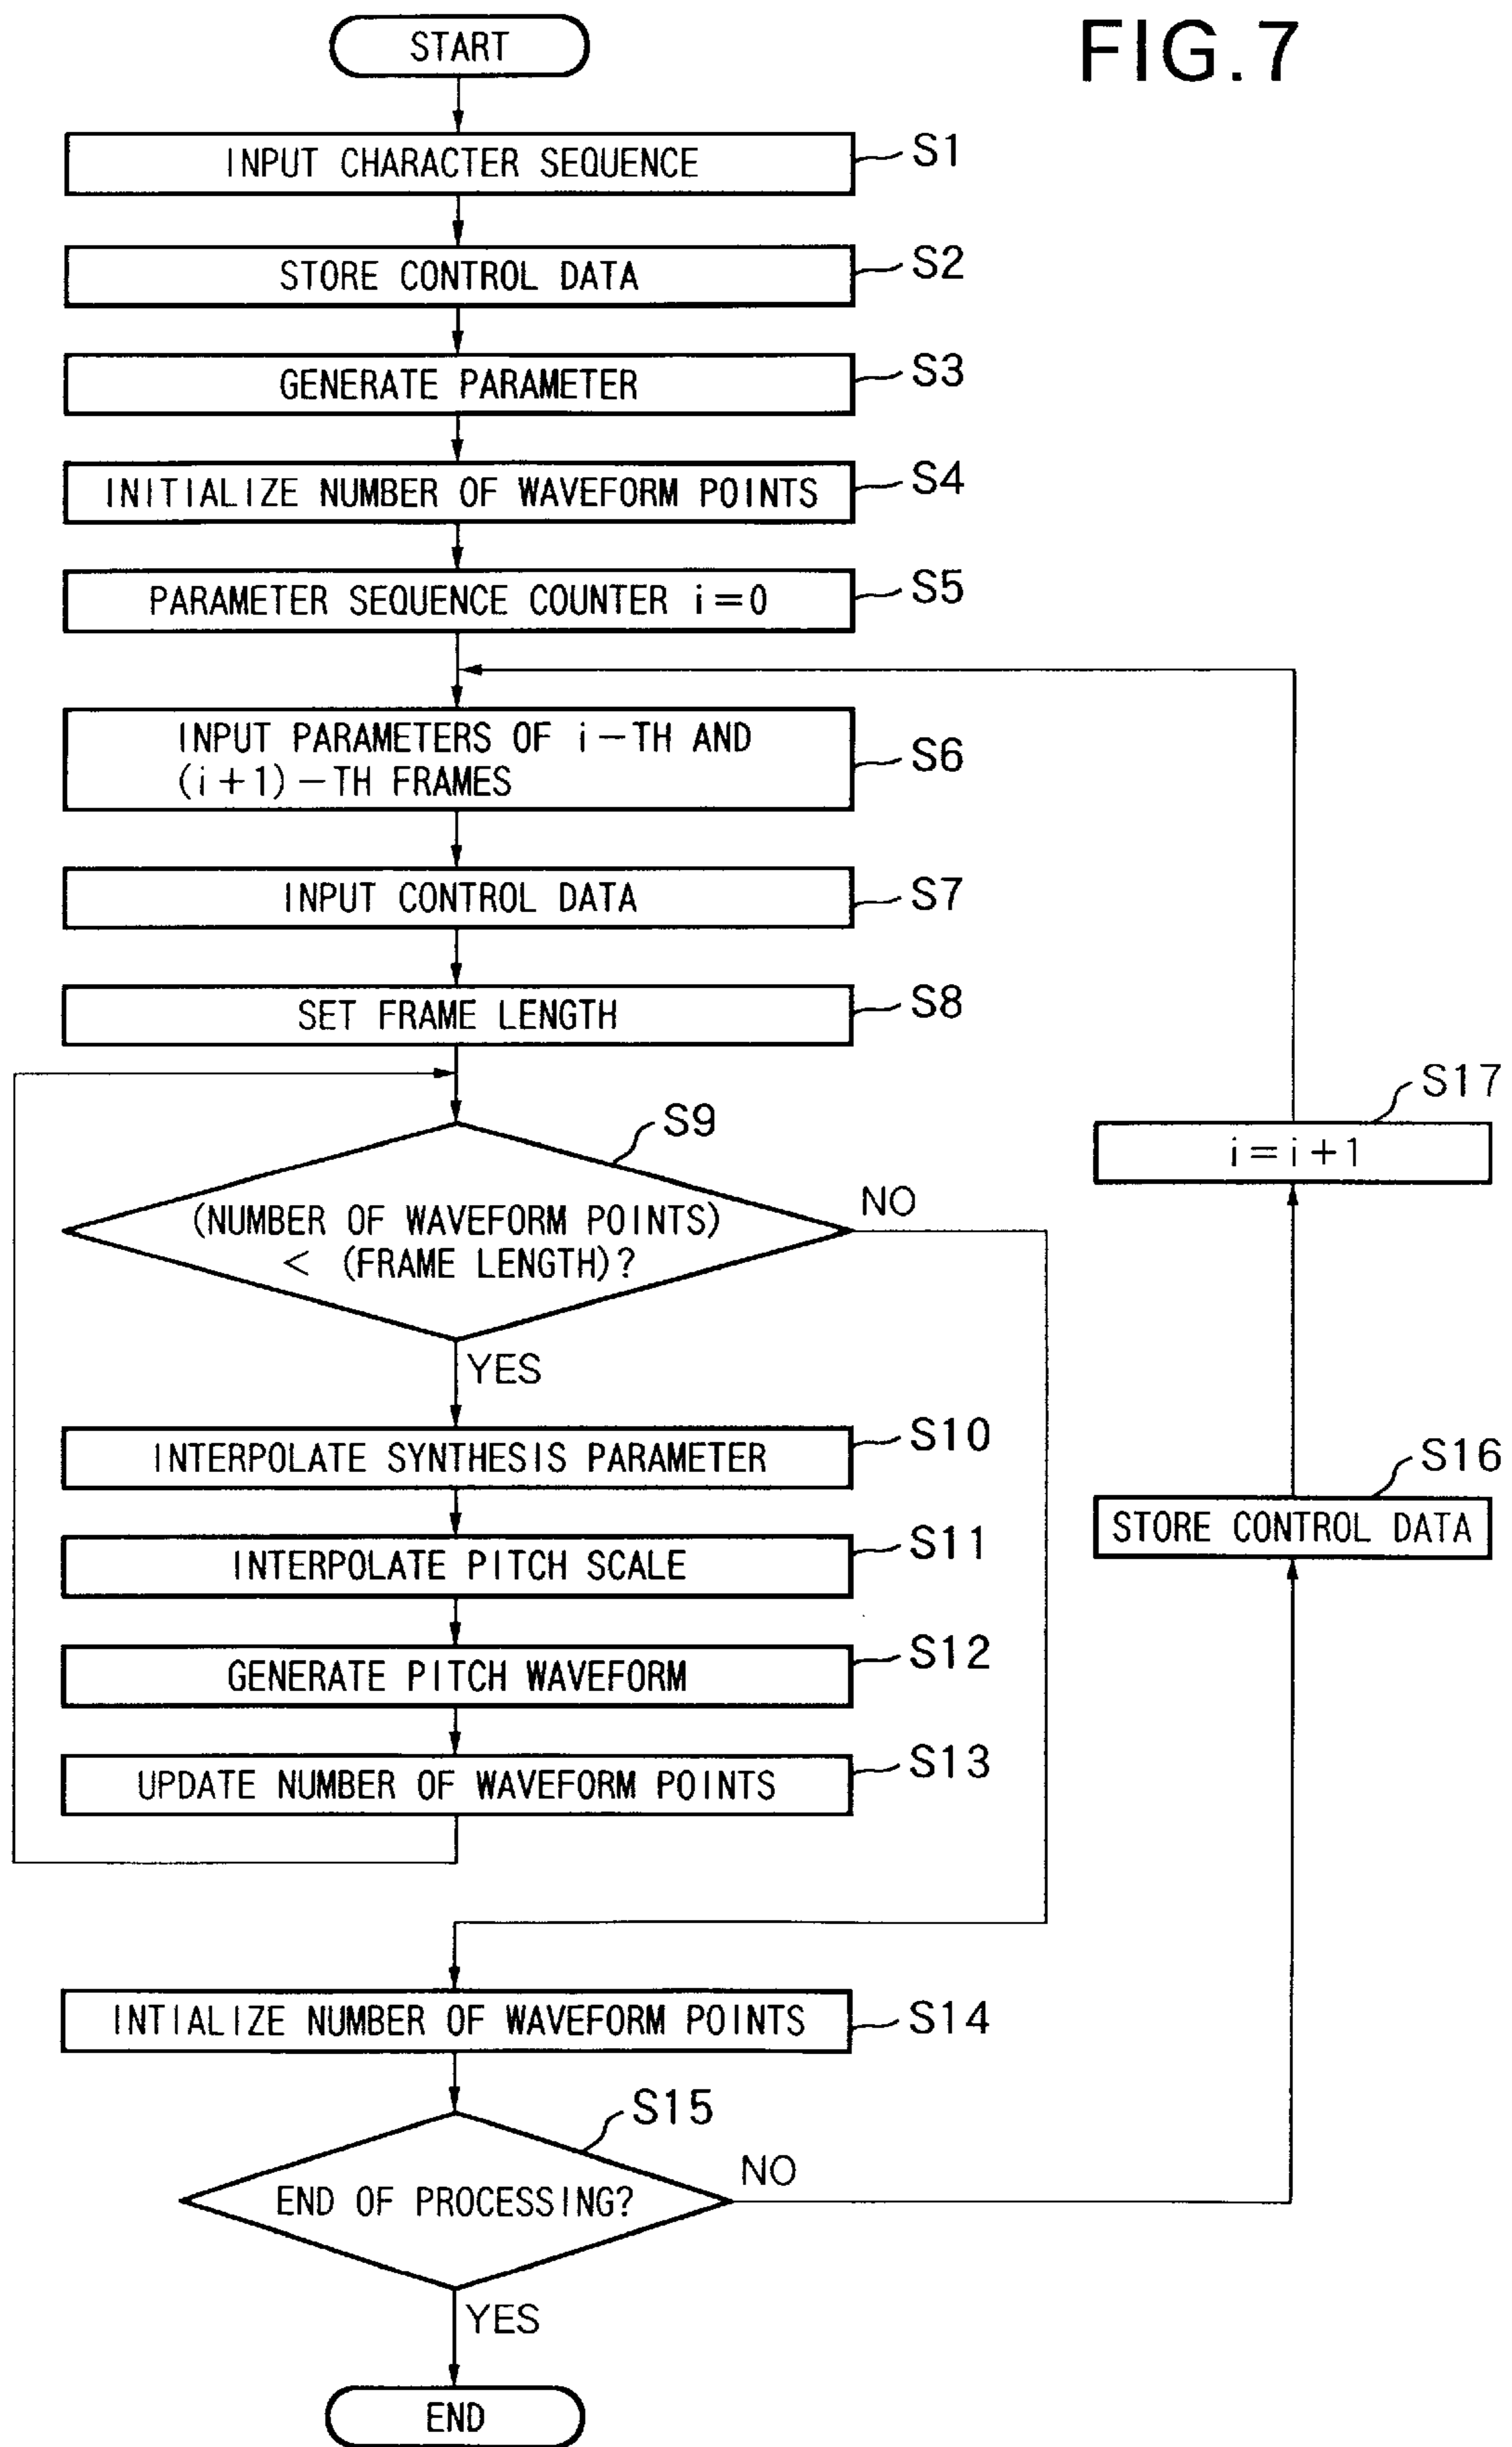 FIG.7
START
INPUT CHARACTER SEQUENCE
S1
STORE CONTROL DATA
S2
GENERATE PARAMETER
S3
INITIALIZE NUMBER OF WAVEFORM POINTS
S4
PARAMETER SEQUENCE COUNTER i=0
S5
INPUT PARAMETERS OF i-TH AND
(i+1)-TH FRAMES
S6
INPUT CONTROL DATA
S7
SET FRAME LENGTH
S8
S9
(NUMBER OF WAVEFORM POINTS)
< (FRAME LENGTH)?
NO
YES
INTERPOLATE SYNTHESIS PARAMETER
S10
INTERPOLATE PITCH SCALE
S11
GENERATE PITCH WAVEFORM
S12
UPDATE NUMBER OF WAVEFORM POINTS
S13
INTIALIZE NUMBER OF WAVEFORM POINTS
S14
S15
END OF PROCESSING?
NO
YES
END
S16
STORE CONTROL DATA
S17
i=i+1